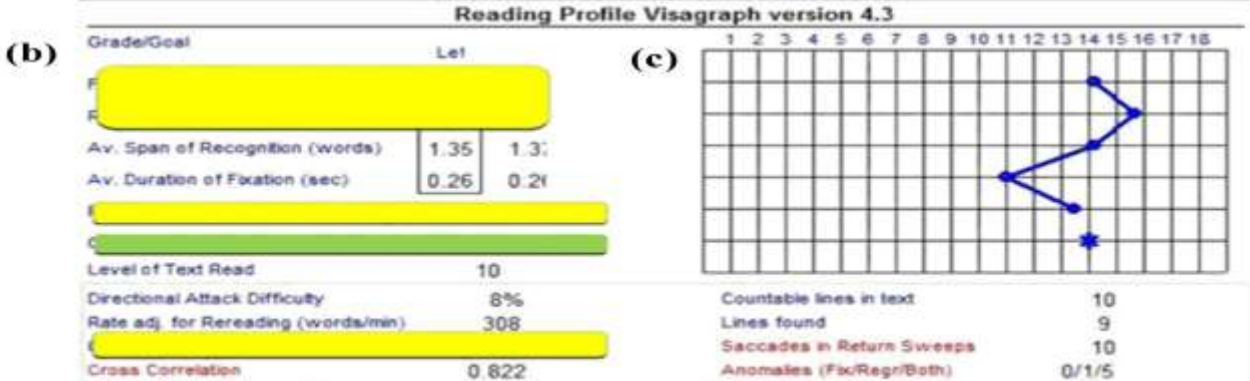 Reading Profile Visagraph version 4.3
(b)
Grade/Goal
Av. Span of Recognition (words) 1.35
Av. Duration of Fixation (sec) 0.26
Level of Text Read 10
Directional Attack Difficulty 8%
Rate adj. for Rereading (words/min) 308
Cross Correlation 0.822
(c)
1 2 3 4 5 6 7 8 9 10 11 12 13 14 15 16 17 18
Countable lines in text 10
Lines found 9
Saccades in Return Sweeps 10
Anomalies (Fix/Regr/Both) 0/1/5